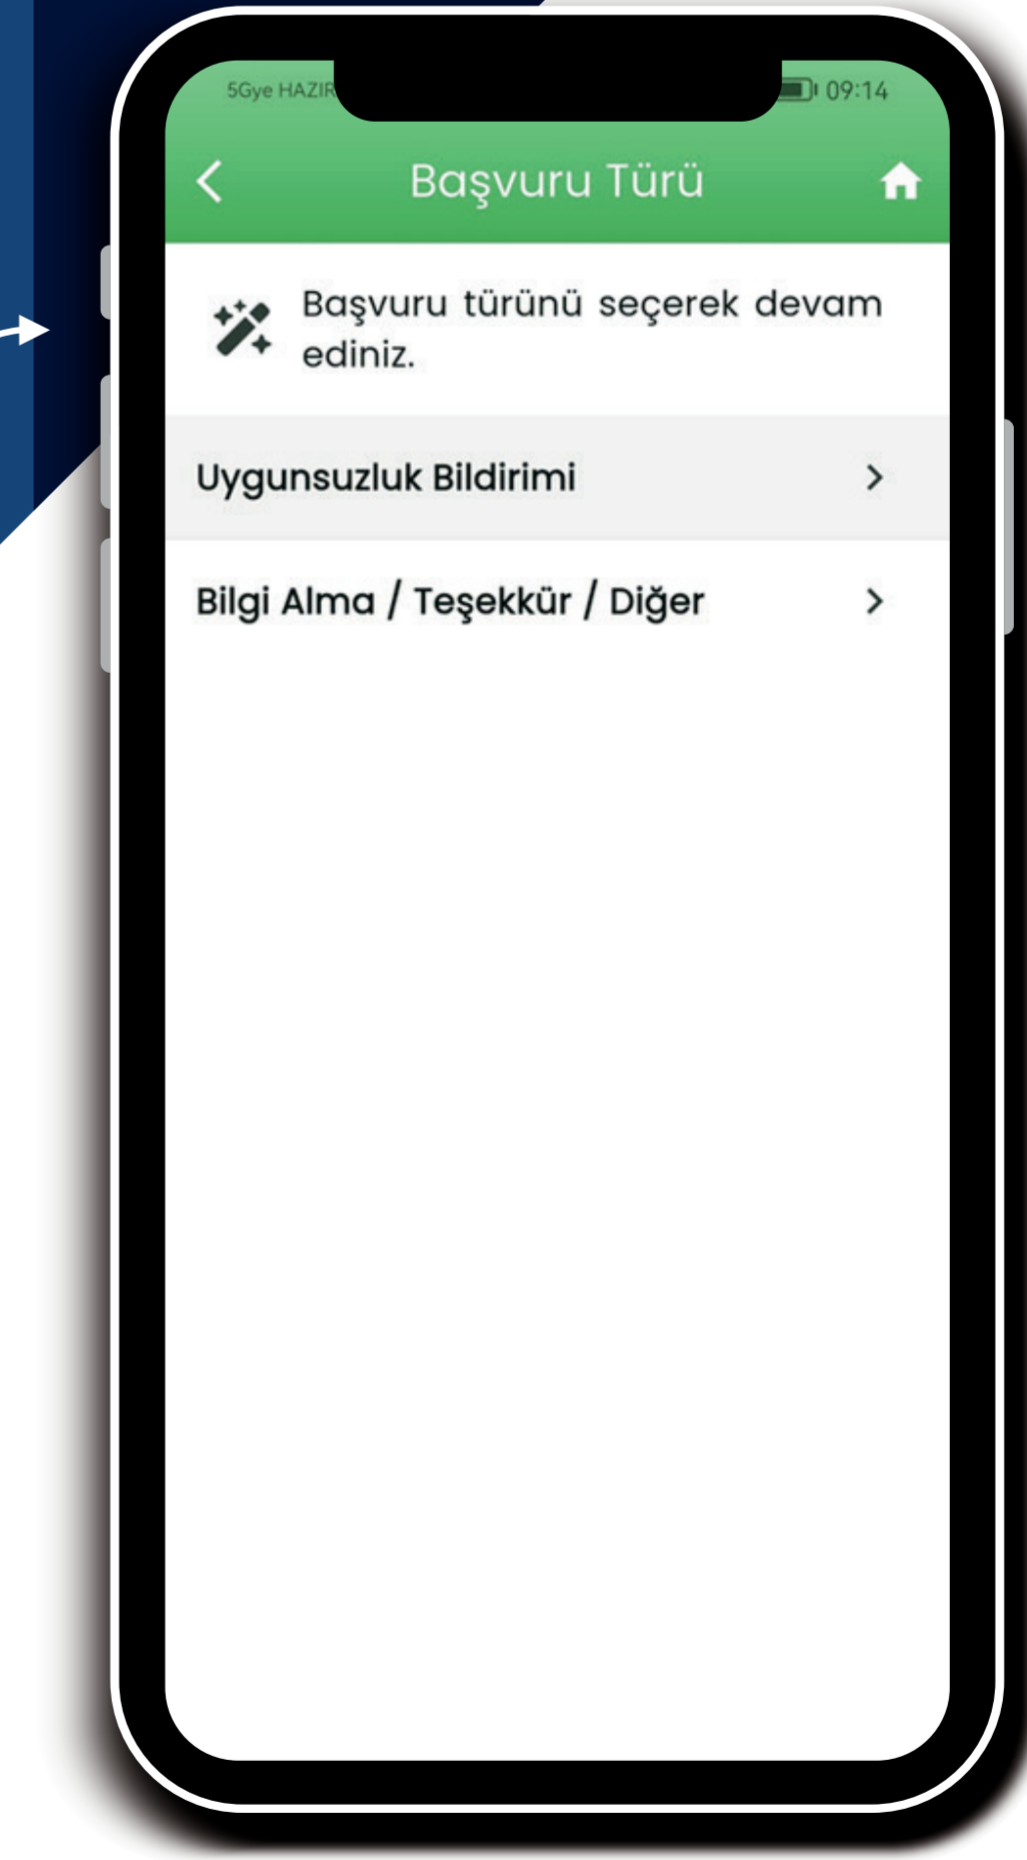 5Gye HAZIR
09:14
Başvuru Türü
Başvuru türünü seçerek devam
ediniz.
Uygunsuzluk Bildirimi
Bilgi Alma / Teşekkür / Diğer